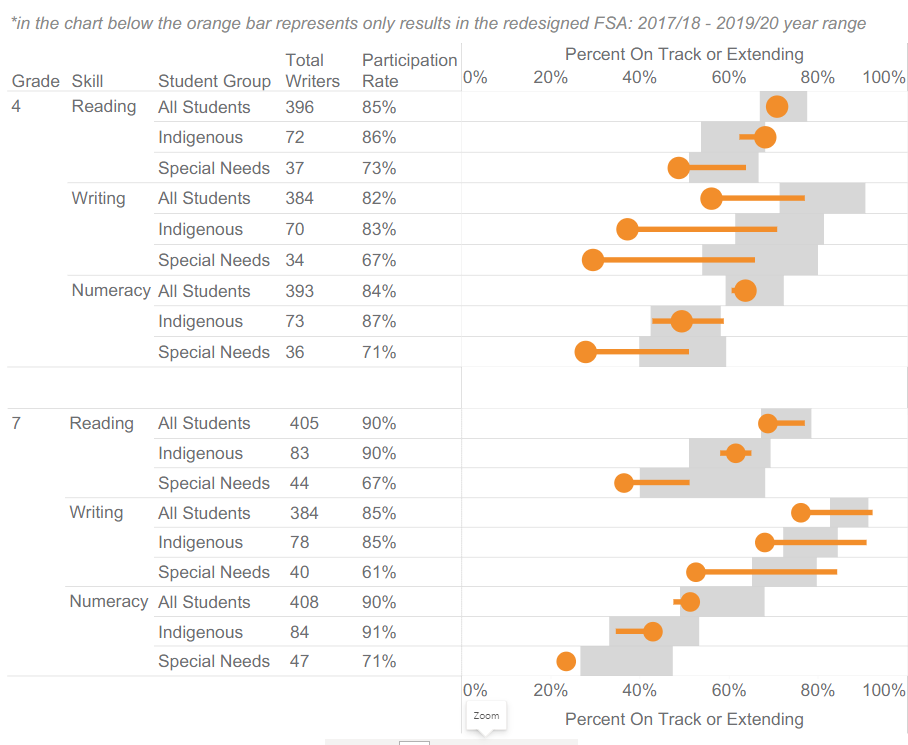 *in the chart below the orange bar represents only results in the redesigned FSA: 2017/18 - 2019/20 year range
Percent On Track or Extending
Grade Skill Student Group Total Writers Participation Rate
0% 20% 40% 60% 80% 100%
4 Reading All Students 396 85%
Indigenous 72 86%
Special Needs 37 73%
Writing All Students 384 82%
Indigenous 70 83%
Special Needs 34 67%
Numeracy All Students 393 84%
Indigenous 73 87%
Special Needs 36 71%
7 Reading All Students 405 90%
Indigenous 83 90%
Special Needs 44 67%
Writing All Students 384 85%
Indigenous 78 85%
Special Needs 40 61%
Numeracy All Students 408 90%
Indigenous 84 91%
Special Needs 47 71%
0% 20% 40% 60% 80% 100%
Zoom
Percent On Track or Extending